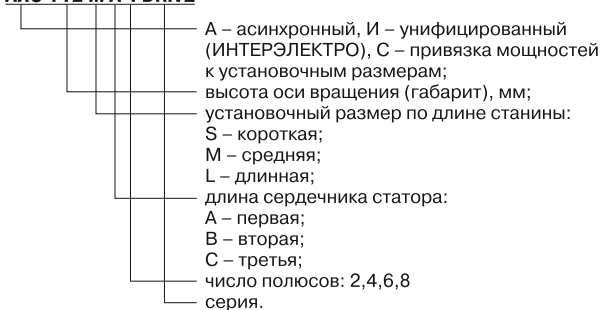 А – асинхронный, И – унифицированный
(ИНТЕРЭЛЕКТРО), С – привязка мощностей
к установочным размерам;
высота оси вращения (габарит), мм;
установочный размер по длине станины:
S – короткая;
M – средняя;
L – длинная;
длина сердечника статора:
А – первая;
В – вторая;
С – третья;
число полюсов: 2,4,6,8
серия.